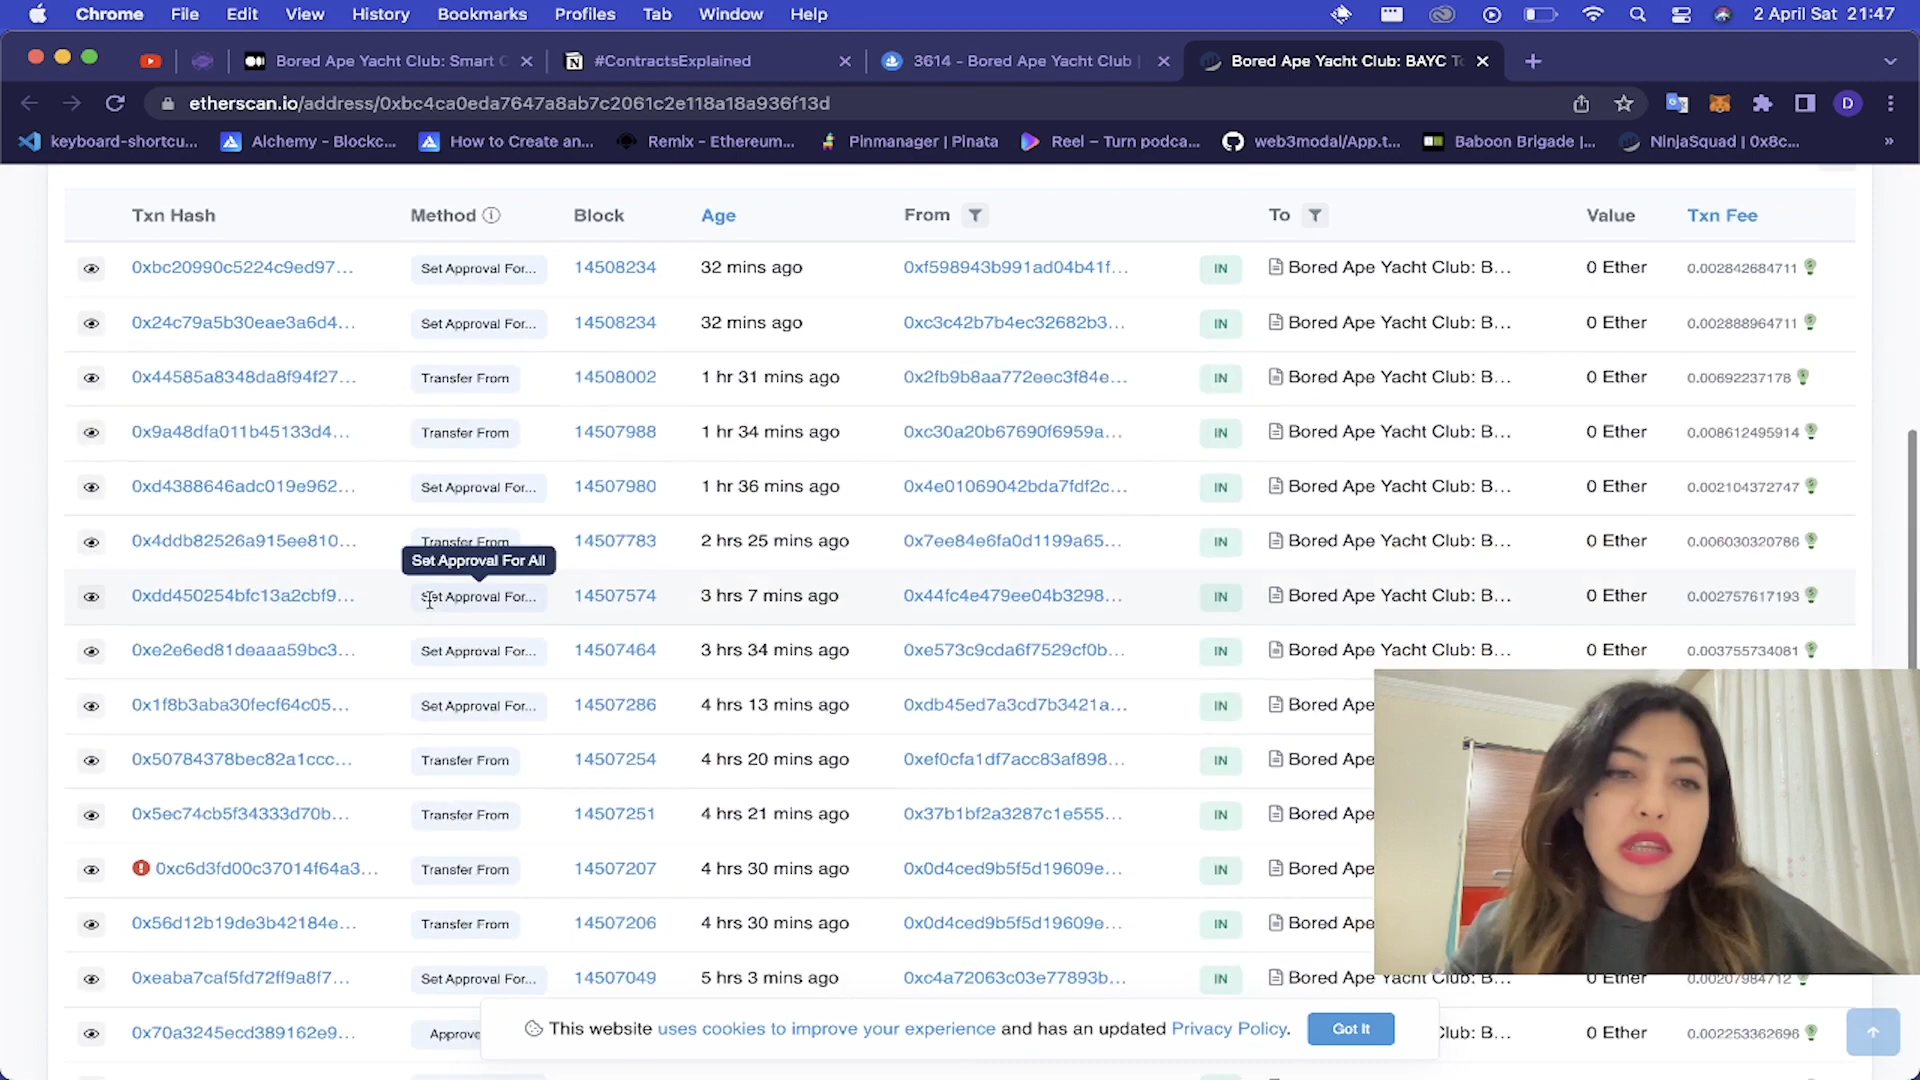 Chrome File Edit View History Bookmarks Profiles Tab Window Help 2 April Sat 21:47
Bored Ape Yacht Club: Smart C #ContractsExplained 3614 - Bored Ape Yacht Club | Bored Ape Yacht Club: BAYC To
etherscan.io/address/0xbc4ca0eda7647a8ab7c2061c2e118a18a936f13d D
keyboard-shortcu... Alchemy - Blockc... How to Create an... Remix - Ethereum... Pinmanager | Pinata Reel – Turn podca... web3modal/App.t... Baboon Brigade |... NinjaSquad | 0x8c... »
Txn Hash Method Block Age From To Value Txn Fee
0xbc20990c5224c9ed97... Set Approval For... 14508234 32 mins ago 0xf598943b991ad04b41f... IN Bored Ape Yacht Club: B... 0 Ether 0.002842684711
0x24c79a5b30eae3a6d4... Set Approval For... 14508234 32 mins ago 0xc3c42b7b4ec32682b3... IN Bored Ape Yacht Club: B... 0 Ether 0.002888964711
0x44585a8348da8f94f27... Transfer From 14508002 1 hr 31 mins ago 0x2fb9b8aa772eec3f84e... IN Bored Ape Yacht Club: B... 0 Ether 0.00692237178
0x9a48dfa011b45133d4... Transfer From 14507988 1 hr 34 mins ago 0xc30a20b67690f6959a... IN Bored Ape Yacht Club: B... 0 Ether 0.008612495914
0xd4388646adc019e962... Set Approval For... 14507980 1 hr 36 mins ago 0x4e01069042bda7fdf2c... IN Bored Ape Yacht Club: B... 0 Ether 0.002104372747
0x4ddb82526a915ee810... Transfer From 14507783 2 hrs 25 mins ago 0x7ee84e6fa0d1199a65... IN Bored Ape Yacht Club: B... 0 Ether 0.006030320786
Set Approval For All
0xdd450254bfc13a2cbf9... Set Approval For... 14507574 3 hrs 7 mins ago 0x44fc4e479ee04b3298... IN Bored Ape Yacht Club: B... 0 Ether 0.002757617193
0xe2e6ed81deaaa59bc3... Set Approval For... 14507464 3 hrs 34 mins ago 0xe573c9cda6f7529cf0b... IN Bored Ape Yacht Club: B... 0 Ether 0.003755734081
0x1f8b3aba30fecf64c05... Set Approval For... 14507286 4 hrs 13 mins ago 0xdb45ed7a3cd7b3421a... IN Bored Ape
0x50784378bec82a1ccc... Transfer From 14507254 4 hrs 20 mins ago 0xef0cfa1df7acc83af898... IN Bored Ape
0x5ec74cb5f34333d70b... Transfer From 14507251 4 hrs 21 mins ago 0x37b1bf2a3287c1e555... IN Bored Ape
0xc6d3fd00c37014f64a3... Transfer From 14507207 4 hrs 30 mins ago 0x0d4ced9b5f5d19609e... IN Bored Ape
0x56d12b19de3b42184e... Transfer From 14507206 4 hrs 30 mins ago 0x0d4ced9b5f5d19609e... IN Bored Ape
0xeaba7caf5fd72ff9a8f7... Set Approval For... 14507049 5 hrs 3 mins ago 0xc4a72063c03e77893b... IN Bored Ape Yacht Club: B... 0 Ether 0.00207984712
0x70a3245ecd389162e9... Approve This website uses cookies to improve your experience and has an updated Privacy Policy. Got It Club: B... 0 Ether 0.002253362696